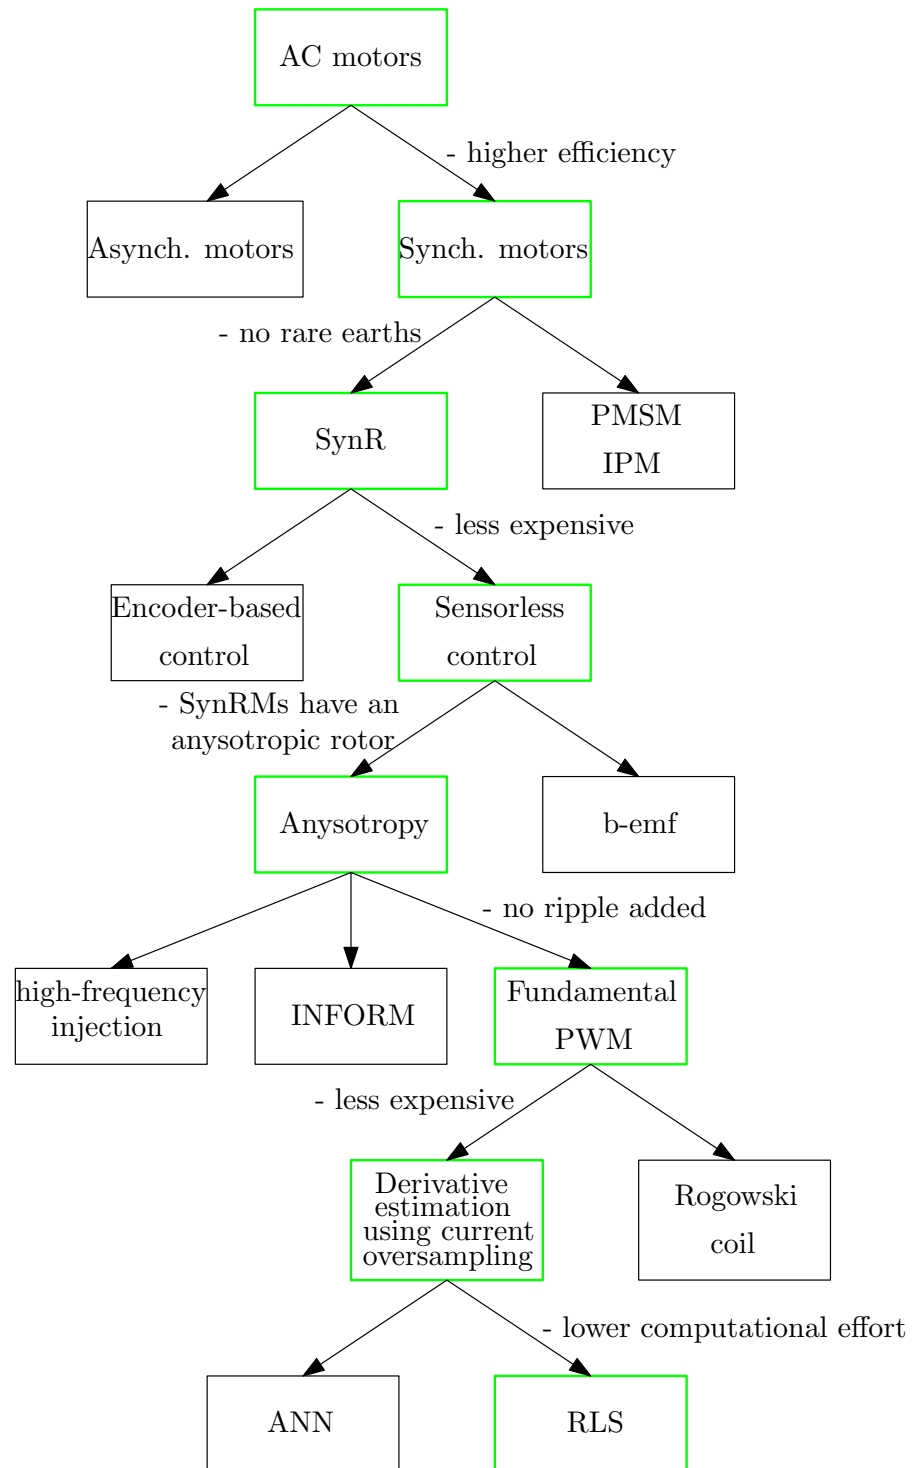 AC motors
- higher efficiency
Asynch. motors
Synch. motors
- no rare earths
SynR
PMSM
IPM
- less expensive
Encoder-based
control
Sensorless
control
- SynRMs have an
anysotropic rotor
Anysotropy
b-emf
- no ripple added
high-frequency
injection
INFORM
Fundamental
PWM
- less expensive
Derivative
estimation
using current
oversampling
Rogowski
coil
- lower computational effort
ANN
RLS